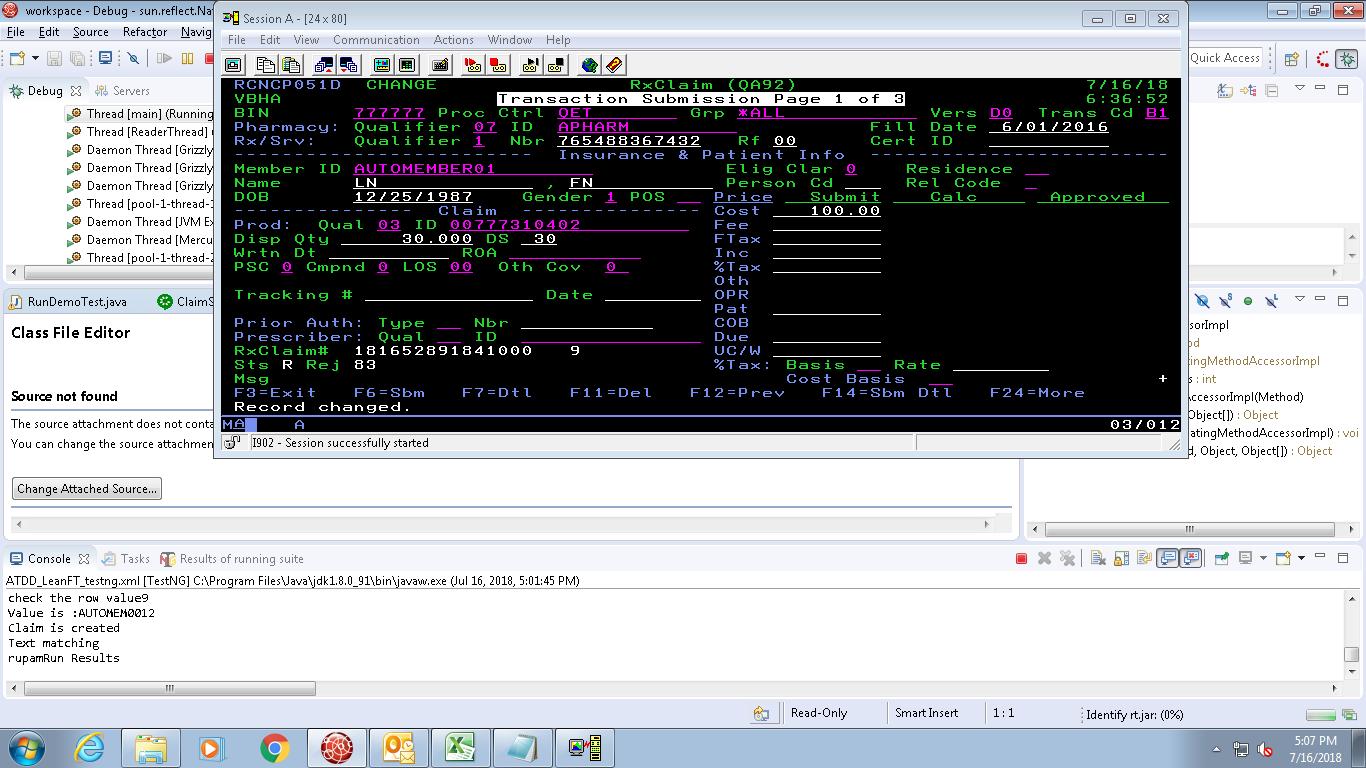 workspace - Debug - sun.reflect.Na
File Edit Source Refactor Navig
Quick Access
Debug Servers
Thread [main] (Running
Thread [ReaderThread] (
Daemon Thread [Grizzly
Daemon Thread [Grizzly
Daemon Thread [Grizzly
Thread [pool-1-thread-
Daemon Thread [JVM Ex
Daemon Thread [Mercu
Thread [pool-1-thread-2
RunDemoTest.java ClaimS
Class File Editor
Source not found
The source attachment does not conta
You can change the source attachmen
Change Attached Source...
Session A - [24 x 80]
File Edit View Communication Actions Window Help
RCNCP051D CHANGE RxClaim (QA92) 7/16/18
VBHA Transaction Submission Page 1 of 3 6:36:52
BIN 777777 Proc Ctrl QET Grp *ALL Vers D0 Trans Cd B1
Pharmacy: Qualifier 07 ID APHARM Fill Date 6/01/2016
Rx/Srv: Qualifier 1 Nbr 765488367432 Rf 00 Cert ID
Insurance & Patient Info
Member ID AUTOMEMBER01 Elig Clar 0 Residence
Name LN , FN Person Cd Rel Code
DOB 12/25/1987 Gender 1 POS Price Submit Calc Approved
Claim Cost 100.00
Prod: Qual 03 ID 00777310402 Fee
Disp Qty 30.000 DS 30 FTax
Wrtn Dt ROA Inc
PSC 0 Cmpnd 0 LOS 00 Oth Cov 0 %Tax
Oth
Tracking # Date OPR
Pat
Prior Auth: Type Nbr COB
Prescriber: Qual ID Due
RxClaim# 181652891841000 9 UC/W
Sts R Rej 83 %Tax: Basis Rate
Msg Cost Basis +
F3=Exit F6=Sbm F7=Dtl F11=Del F12=Prev F14=Sbm Dtl F24=More
Record changed.
MA A 03/012
I902 - Session successfully started
sorImpl
od
atingMethodAccessorImpl
s : int
cessorImpl(Method)
Object[]) : Object
atingMethodAccessorImpl) : voi
d, Object, Object[]) : Object
Console Tasks Results of running suite
ATDD_LeanFT_testng.xml [TestNG] C:\Program Files\Java\jdk1.8.0_91\bin\javaw.exe (Jul 16, 2018, 5:01:45 PM)
check the row value9
Value is :AUTOMEM0012
Claim is created
Text matching
rupamRun Results
Read-Only Smart Insert 1 : 1 Identify rt.jar: (0%)
5:07 PM
7/16/2018